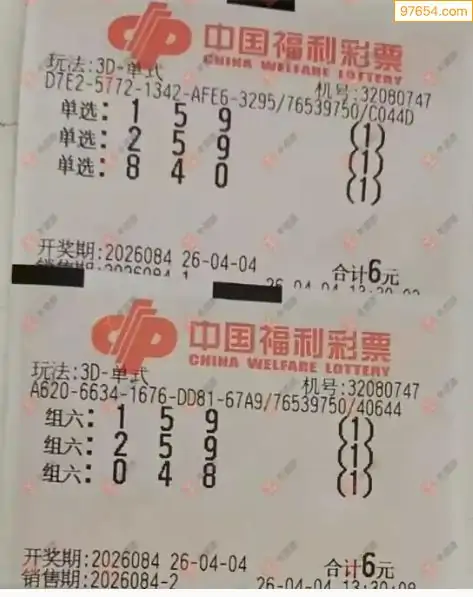 97654.com
中国福利彩票
CHINA WELFARE LOTTERY
玩法:3D-单式
机号:32080747
D7E2-5772-1342-AFE6-3295/76539750/C044D
单选: 1 5 9 (1)
单选: 2 5 9 (1)
单选: 8 4 0 (1)
开奖期:2026084 26-04-04 合计6元
销售期:2026084-1
中国福利彩票
CHINA WELFARE LOTTERY
玩法:3D-单式
机号:32080747
A620-6634-1676-DD81-67A9/76539750/40644
组六: 1 5 9 (1)
组六: 2 5 9 (1)
组六: 0 4 8 (1)
开奖期:2026084 26-04-04 合计6元
销售期:2026084-2